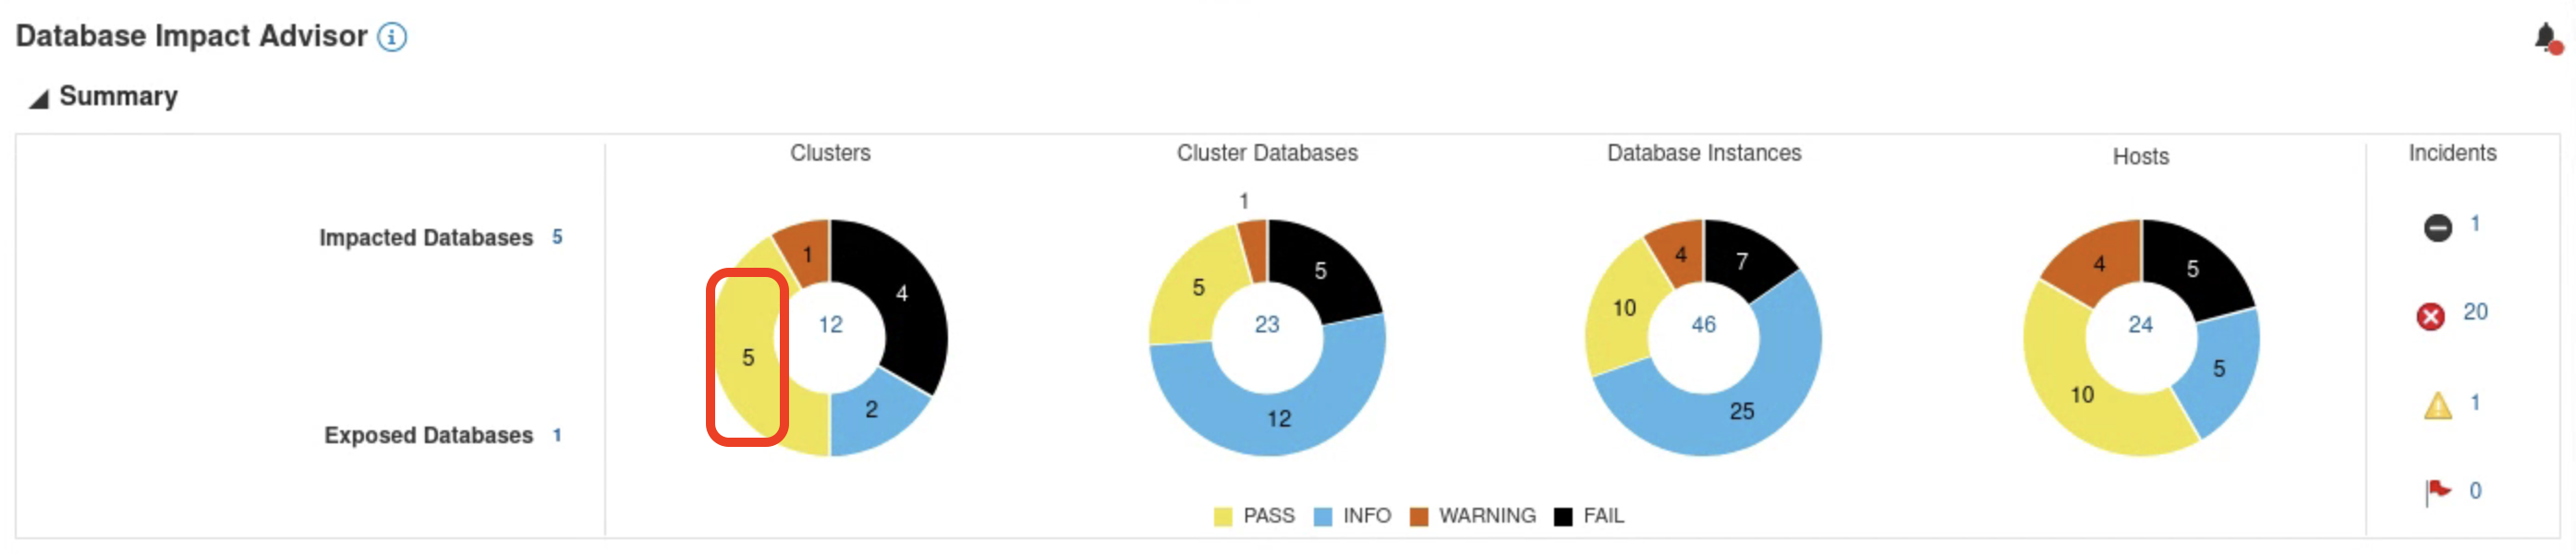 Database Impact Advisor
Summary
Impacted Databases 5
Exposed Databases 1
Clusters
1
4
5
12
2
Cluster Databases
1
5
5
23
12
Database Instances
4
7
10
46
25
Hosts
4
5
24
5
10
PASS INFO WARNING FAIL
Incidents
1
20
1
0